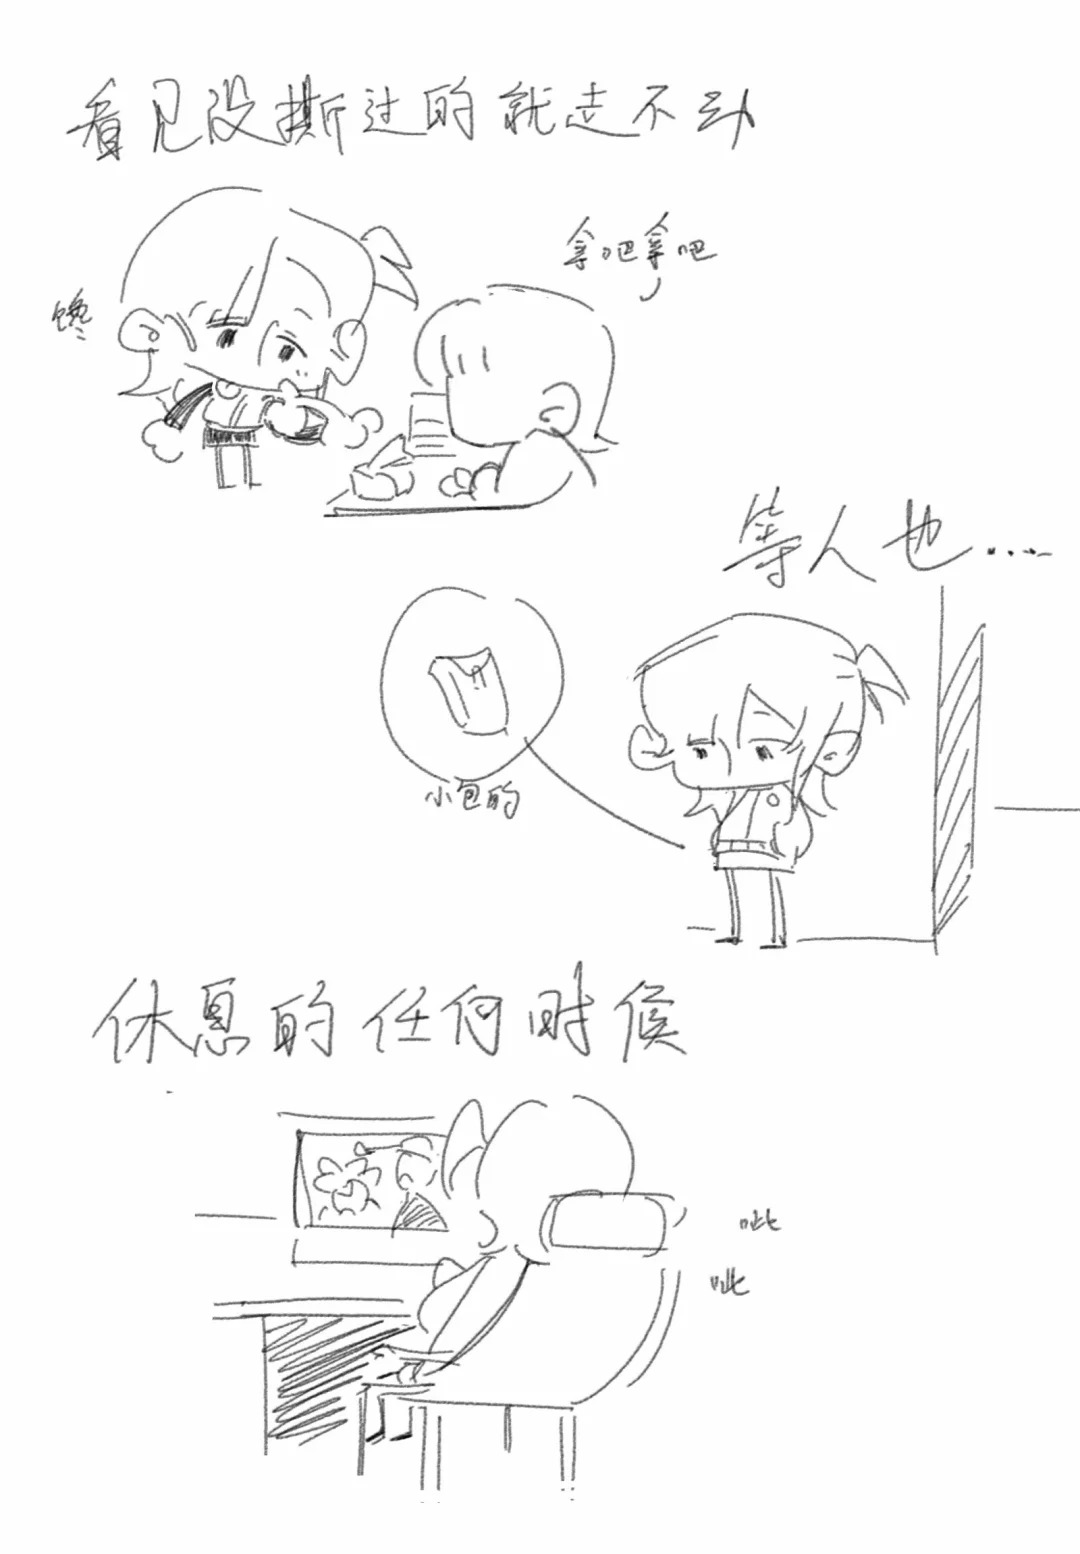 看见没撕过的就走不动
馋
拿吧拿吧
等人也....
小包的
休息的任何时候
呲
呲